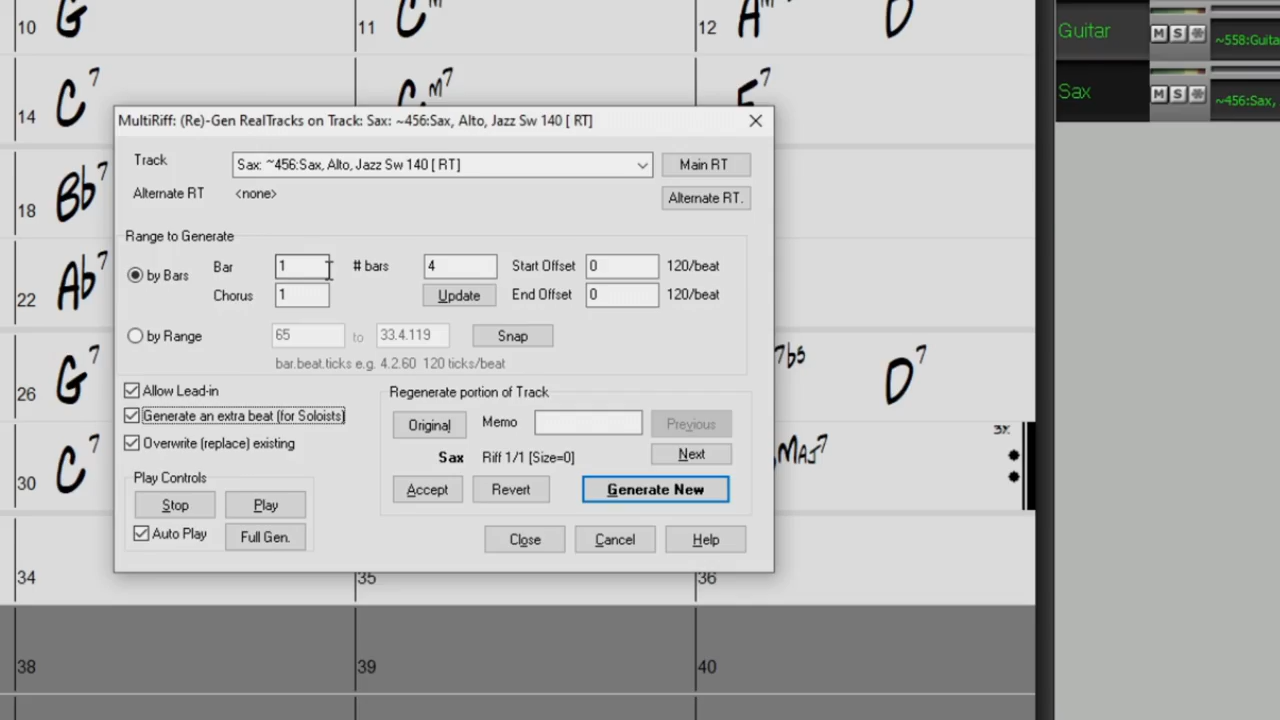 10 G 11 Cm 12 Am D
Guitar M S ~558:Guita
14 C7 Cm7 F7
Sax M S ~456:Sax,
MultiRiff: (Re)-Gen RealTracks on Track: Sax: ~456:Sax, Alto, Jazz Sw 140 [ RT]
Track Sax: ~456:Sax, Alto, Jazz Sw 140 [ RT] Main RT
Alternate RT <none> Alternate RT.
18 Bb7
Range to Generate
by Bars Bar 1 # bars 4 Start Offset 0 120/beat
Chorus 1 Update End Offset 0 120/beat
22 Ab7
by Range 65 to 33.4.119 Snap
bar.beat.ticks e.g. 4.2.60 120 ticks/beat
26 G7 7b5 D7
Allow Lead-in
Generate an extra beat (for Soloists)
Overwrite (replace) existing
Regenerate portion of Track
Original Memo Previous
Sax Riff 1/1 [Size=0] Next
Accept Revert Generate New
30 C7 MAJ7 3x
Play Controls
Stop Play
Auto Play Full Gen.
Close Cancel Help
34 35 36
38 39 40